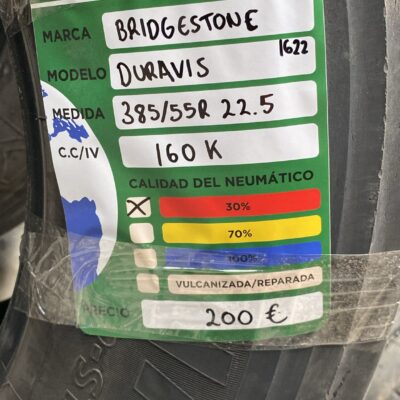 MARCA BRIDGESTONE
1622
MODELO DURAVIS
MEDIDA 385/55R 22.5
C.C/IV 160 K
CALIDAD DEL NEUMÁTICO
30%
70%
100%
VULCANIZADA/REPARADA
PRECIO 200 €